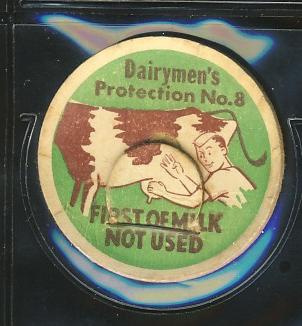 Dairymen's
Protection No.8
FIRST OF MILK
NOT USED